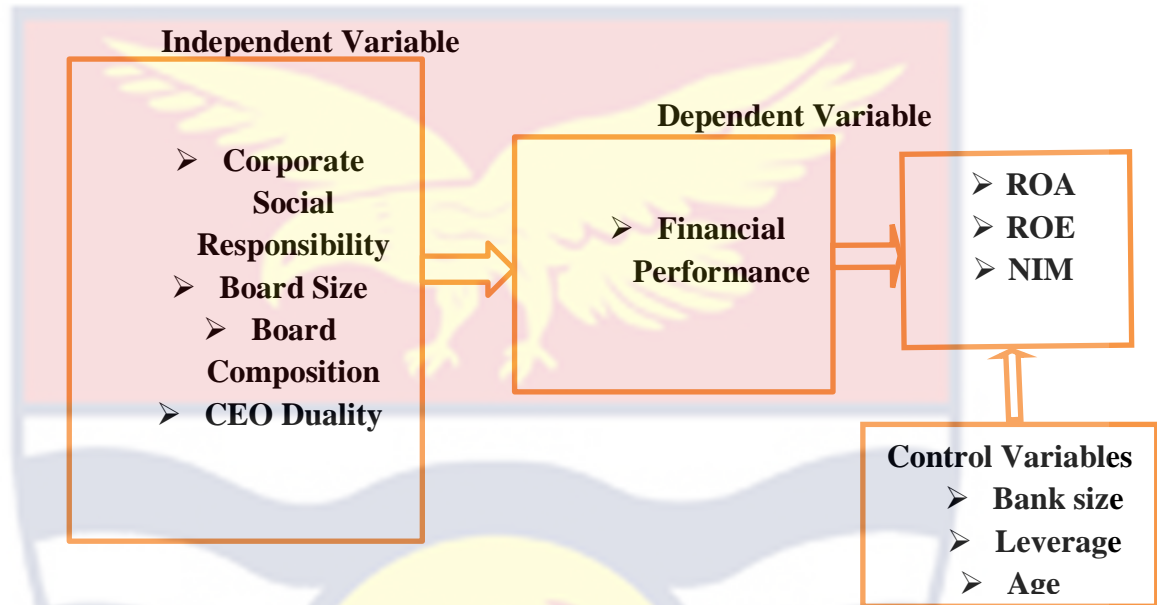 Independent Variable
➢ Corporate
Social
Responsibility
➢ Board Size
➢ Board
Composition
➢ CEO Duality
Dependent Variable
➢ Financial
Performance
➢ ROA
➢ ROE
➢ NIM
Control Variables
➢ Bank size
➢ Leverage
➢ Age